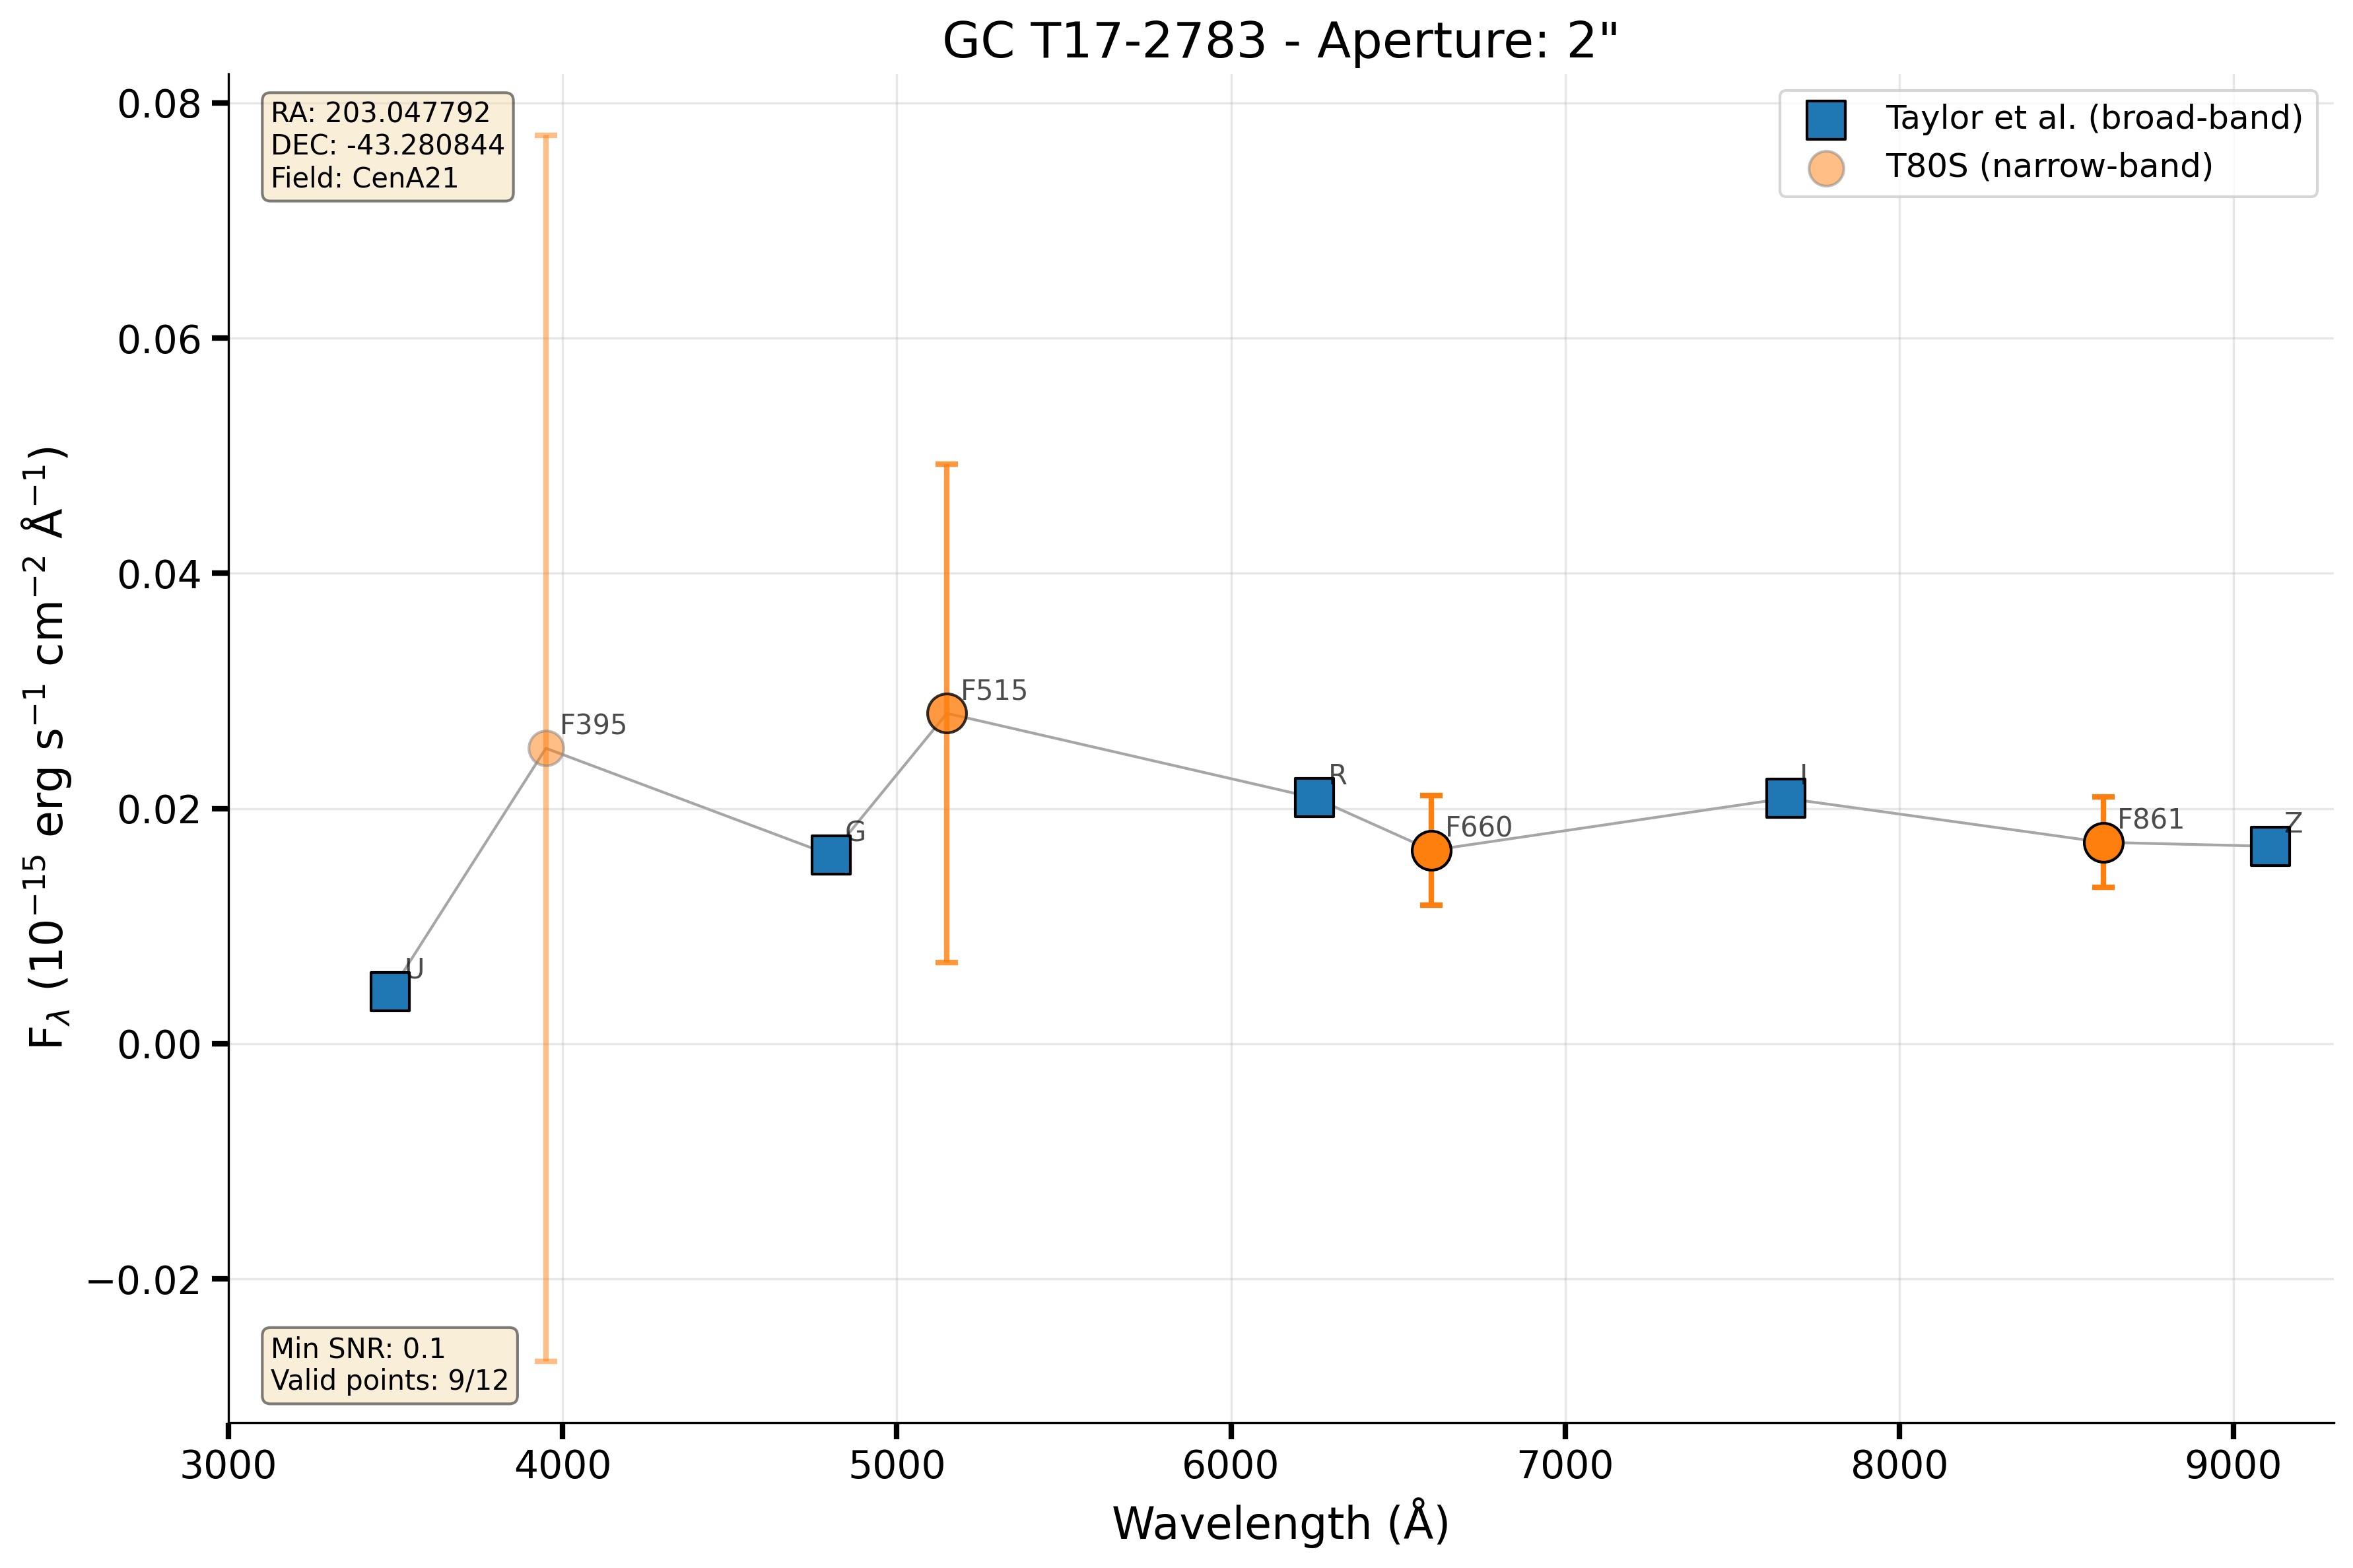 GC T17-2783 - Aperture: 2"
RA: 203.047792
DEC: -43.280844
Field: CenA21
Taylor et al. (broad-band)
T80S (narrow-band)
0.08
0.06
0.04
0.02
0.00
−0.02
F_λ (10⁻¹⁵ erg s⁻¹ cm⁻² Å⁻¹)
U
F395
G
F515
R
F660
I
F861
Z
Min SNR: 0.1
Valid points: 9/12
3000 4000 5000 6000 7000 8000 9000
Wavelength (Å)